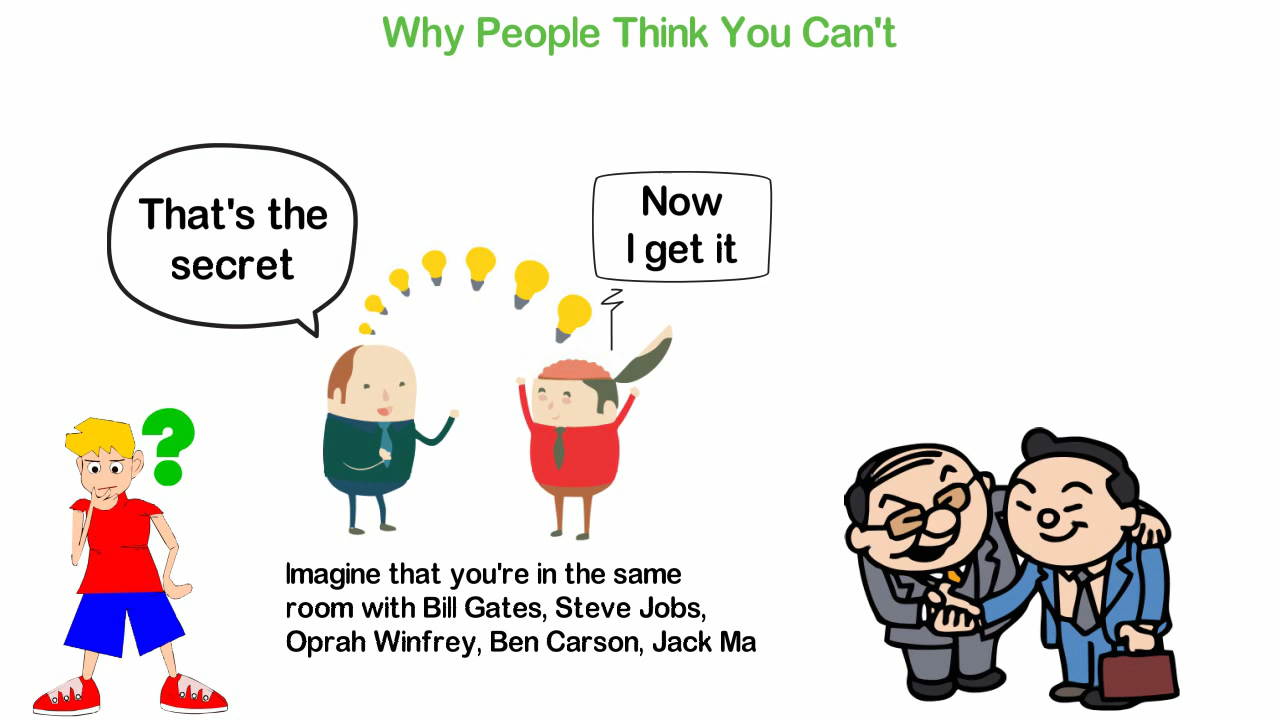 Why People Think You Can't
That's the
secret
Now
I get it
?
Imagine that you're in the same
room with Bill Gates, Steve Jobs,
Oprah Winfrey, Ben Carson, Jack Ma